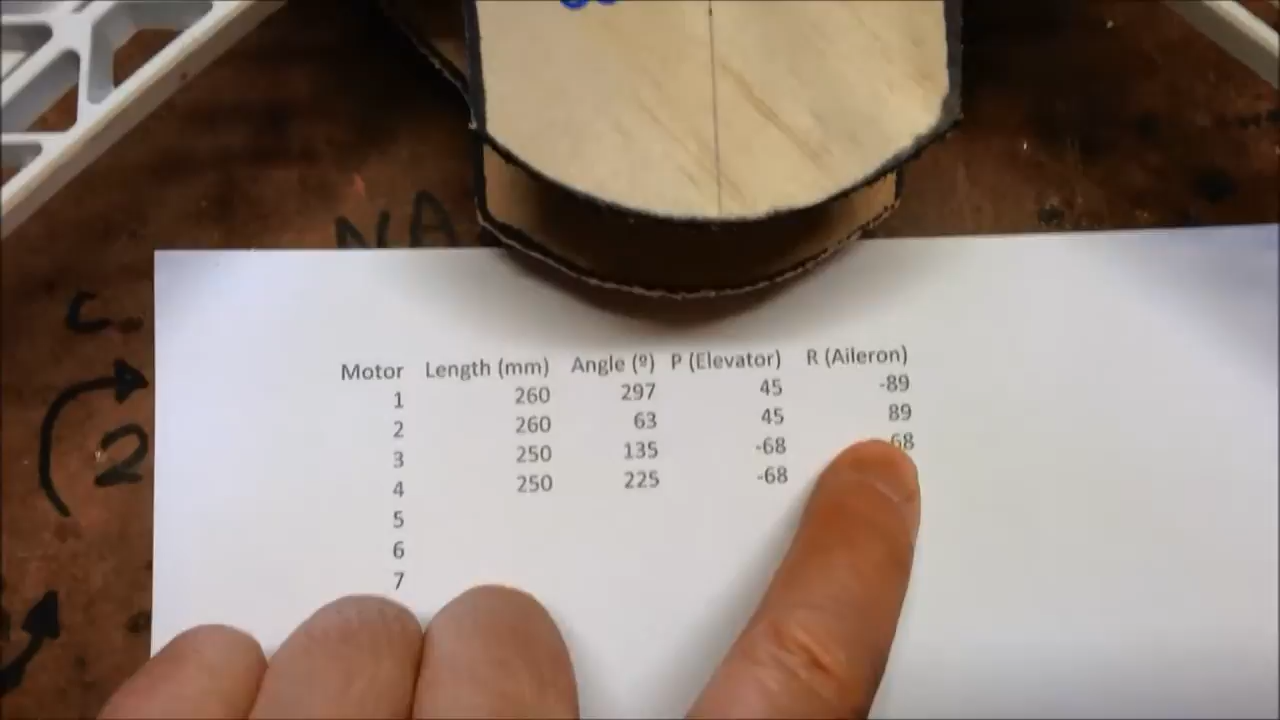 NA
C.
2
Motor Length (mm) Angle (º) P (Elevator) R (Aileron)
1 260 297 45 -89
2 260 63 45 89
3 250 135 -68 68
4 250 225 -68
5
6
7